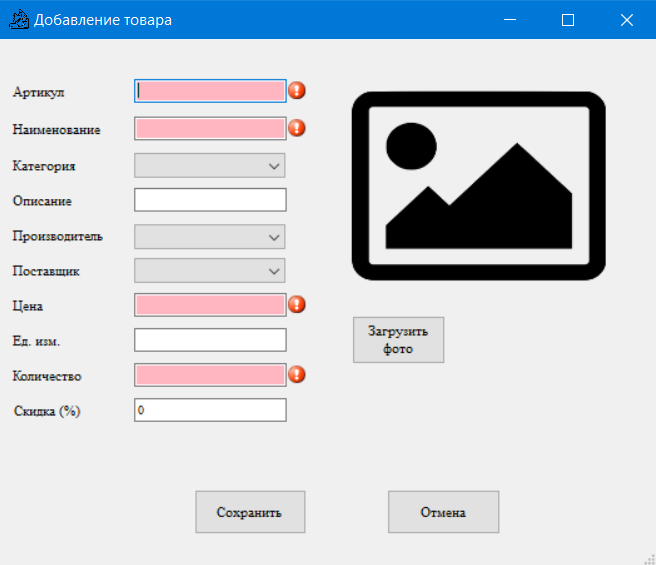 Добавление товара
Артикул
Наименование
Категория
Описание
Производитель
Поставщик
Цена
Ед. изм.
Количество
Скидка (%)
0
Загрузить
фото
Сохранить
Отмена